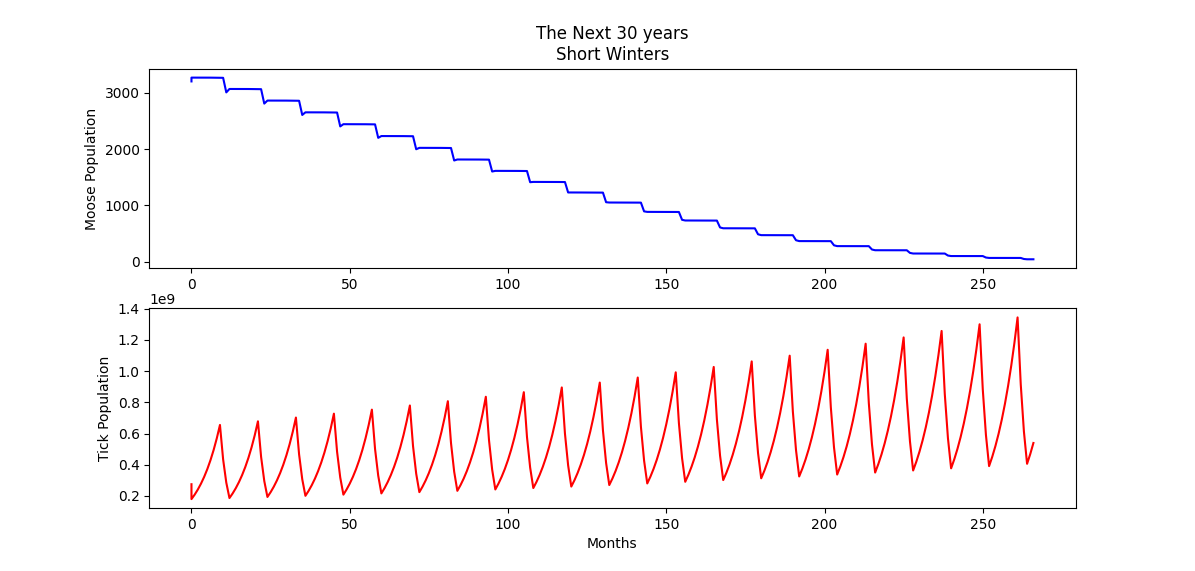 The Next 30 years
Short Winters
Moose Population
3000
2000
1000
0
0 50 100 150 200 250
1e9
Tick Population
1.4
1.2
1.0
0.8
0.6
0.4
0.2
0 50 100 150 200 250
Months